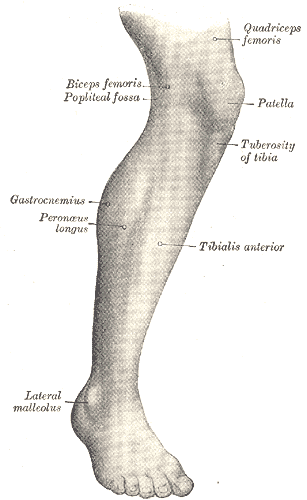 Quadriceps
femoris
Biceps femoris
Popliteal fossa
Patella
Tuberosity
of tibia
Gastrocnemius
Peronæus
longus
Tibialis anterior
Lateral
malleolus